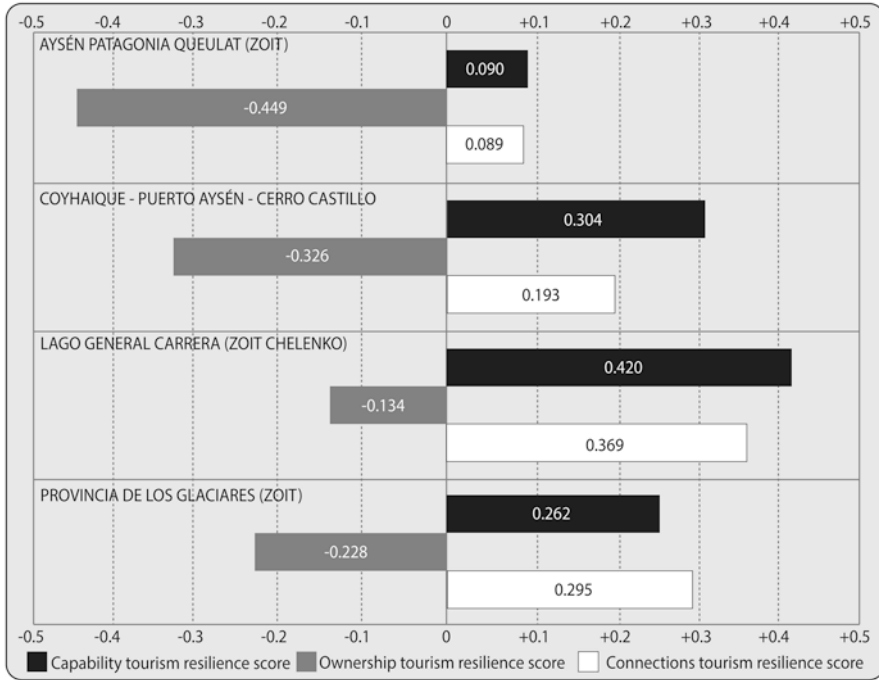 -0.5 -0.4 -0.3 -0.2 -0.1 0 +0.1 +0.2 +0.3 +0.4 +0.5
AYSÉN PATAGONIA QUEULAT (ZOIT)
0.090
-0.449
0.089
COYHAIQUE - PUERTO AYSÉN - CERRO CASTILLO
0.304
-0.326
0.193
LAGO GENERAL CARRERA (ZOIT CHELENKO)
0.420
-0.134
0.369
PROVINCIA DE LOS GLACIARES (ZOIT)
0.262
-0.228
0.295
-0.5 -0.4 -0.3 -0.2 -0.1 0 +0.1 +0.2 +0.3 +0.4 +0.5
Capability tourism resilience score Ownership tourism resilience score Connections tourism resilience score